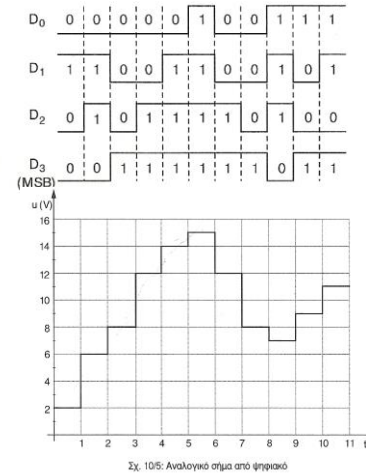 D₀ 0 0 0 0 0 1 0 0 1 1 1
D₁ 1 1 0 0 1 1 0 0 1 0 1
D₂ 0 1 0 1 1 1 1 0 1 0 0
D₃ 0 0 1 1 1 1 1 1 0 1 1
(MSB)
u (V)
16
14
12
10
8
6
4
2
1 2 3 4 5 6 7 8 9 10 11 t
Σχ. 10/5: Αναλογικό σήμα από ψηφιακό